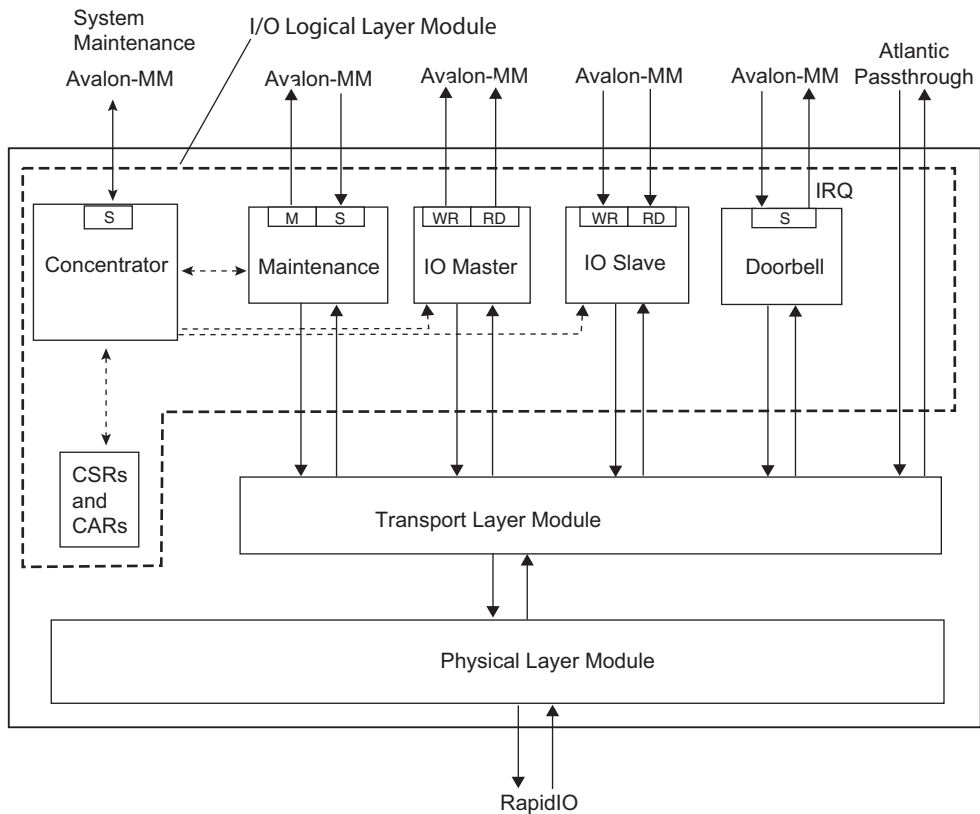 System
Maintenance
I/O Logical Layer Module
Avalon-MM
Avalon-MM
Avalon-MM
Avalon-MM
Avalon-MM
Atlantic
Passthrough
S
Concentrator
M S
Maintenance
WR RD
IO Master
WR RD
IO Slave
IRQ
S
Doorbell
CSRs
and
CARs
Transport Layer Module
Physical Layer Module
RapidIO